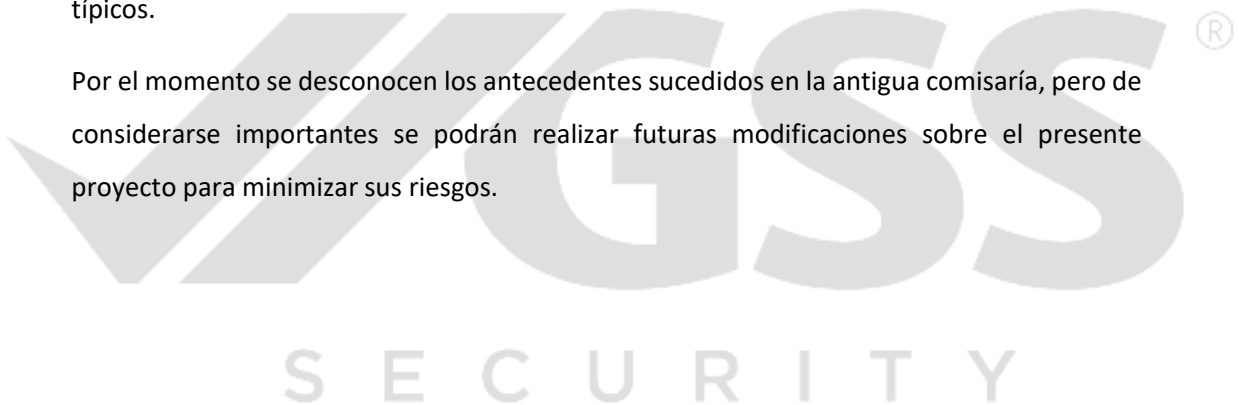 típicos.
Por el momento se desconocen los antecedentes sucedidos en la antigua comisaría, pero de
considerarse importantes se podrán realizar futuras modificaciones sobre el presente
proyecto para minimizar sus riesgos.
GSS ®
SECURITY